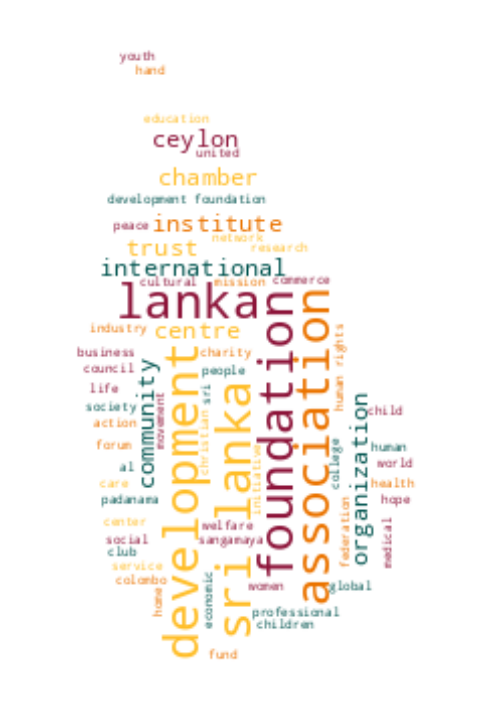 youth
hand
education
ceylon
united
chamber
development foundation
peace
institute
network
trust
research
international
cultural
mission
commerce
lankan
industry
centre
business
charity
council
people
life
society
action
forum
al
care
padanama
center
social
club
service
colombo
home
community
movement
development
christian
sri
sri lanka
initiative
foundation
association
human rights
college
federation
organization
child
human
world
health
hope
medical
welfare
sangamaya
economic
women
global
professional
children
fund